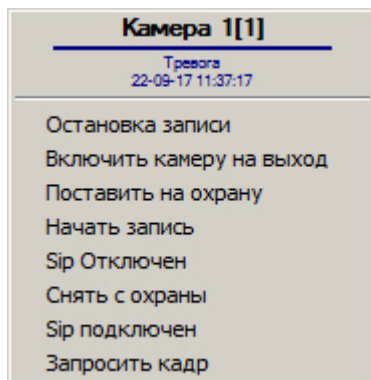 Камера 1[1]
Тревога
22-09-17 11:37:17
Остановка записи
Включить камеру на выход
Поставить на охрану
Начать запись
Sip Отключен
Снять с охраны
Sip подключен
Запросить кадр